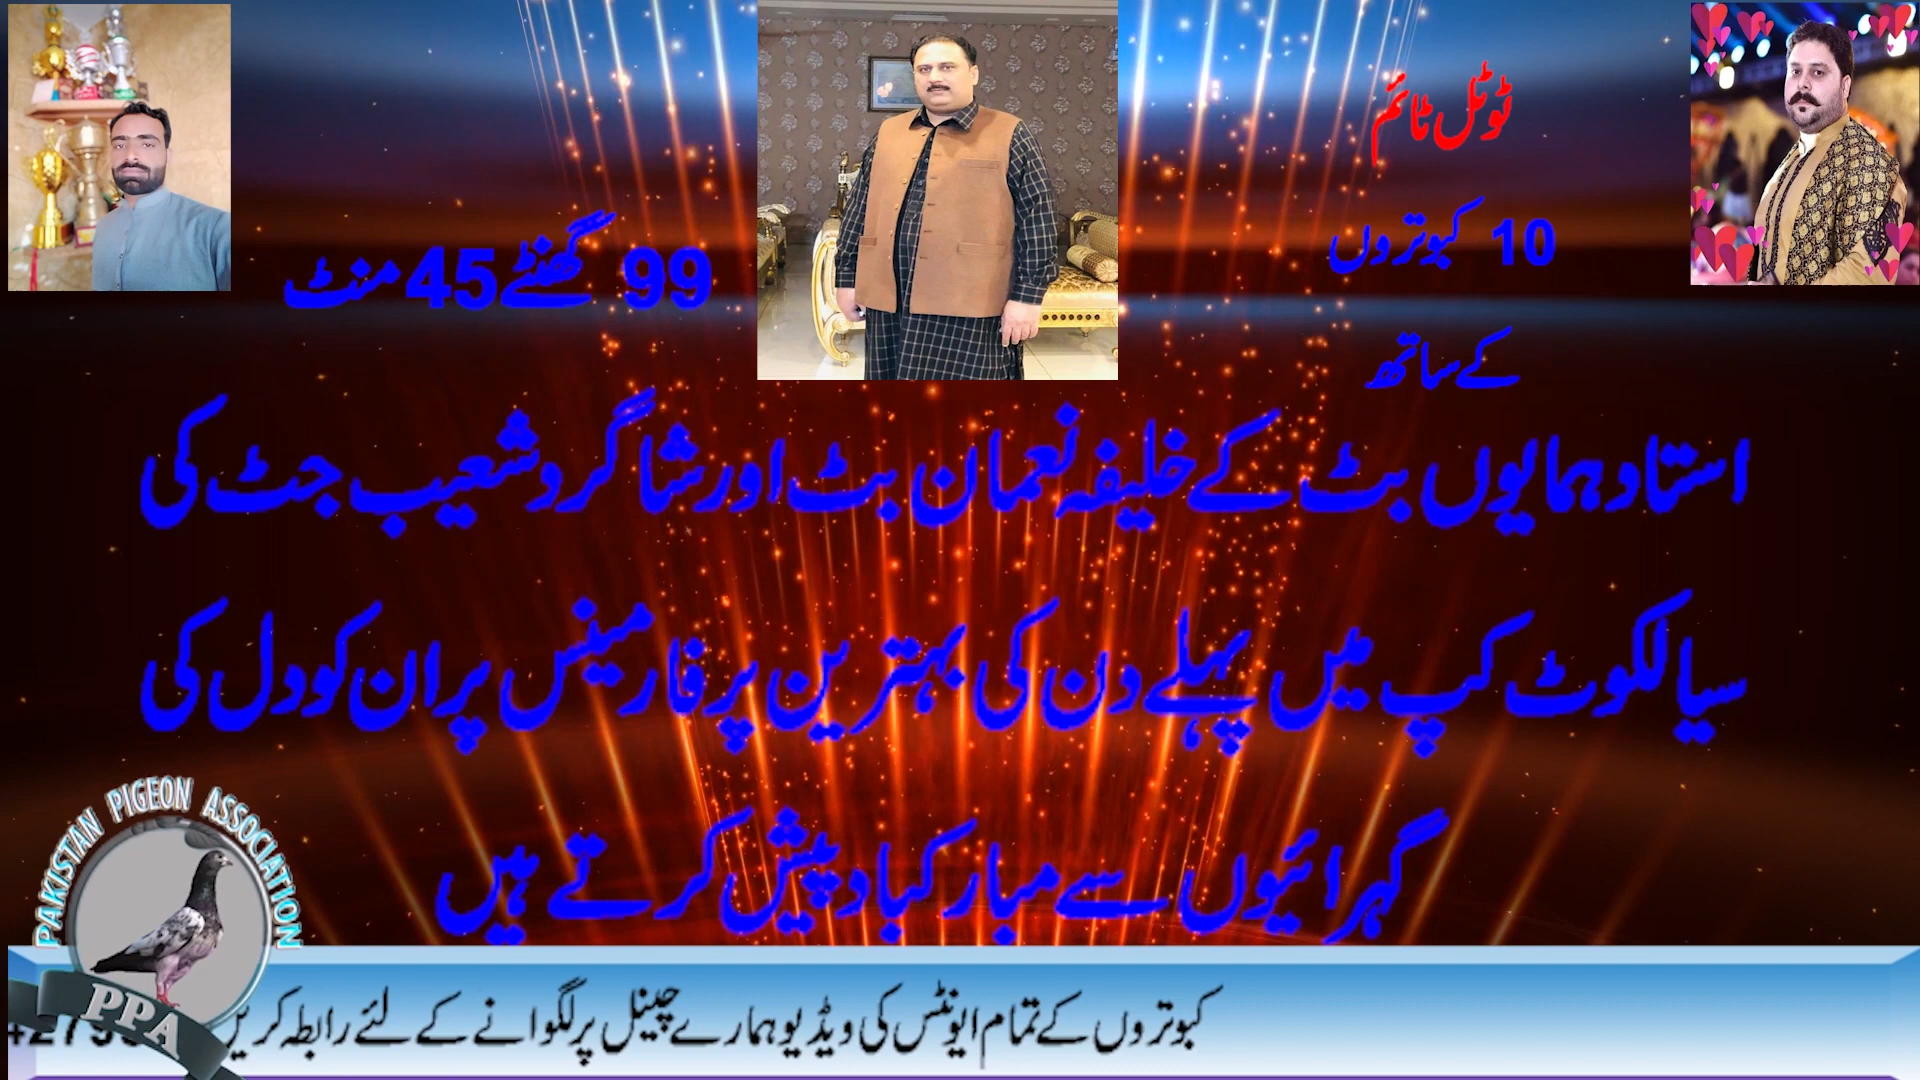 ٹوٹل ٹائم
10 کبوتروں
کے ساتھ
99 گھنٹے 45 منٹ
استاد ہمایوں بٹ کے خلیفہ نعمان بٹ اور شاگرد شعیب جٹ کی
سیالکوٹ کپ میں پہلے دن کی بہترین پرفارمینس پر ان کو دل کی
گہرائیوں سے مبارکباد پیش کرتے ہیں
PAKISTAN PIGEON ASSOCIATION
PPA
کبوتروں کے تمام ایونٹس کی ویڈیو ہمارے چینل پر لگوانے کے لئے رابطہ کریں